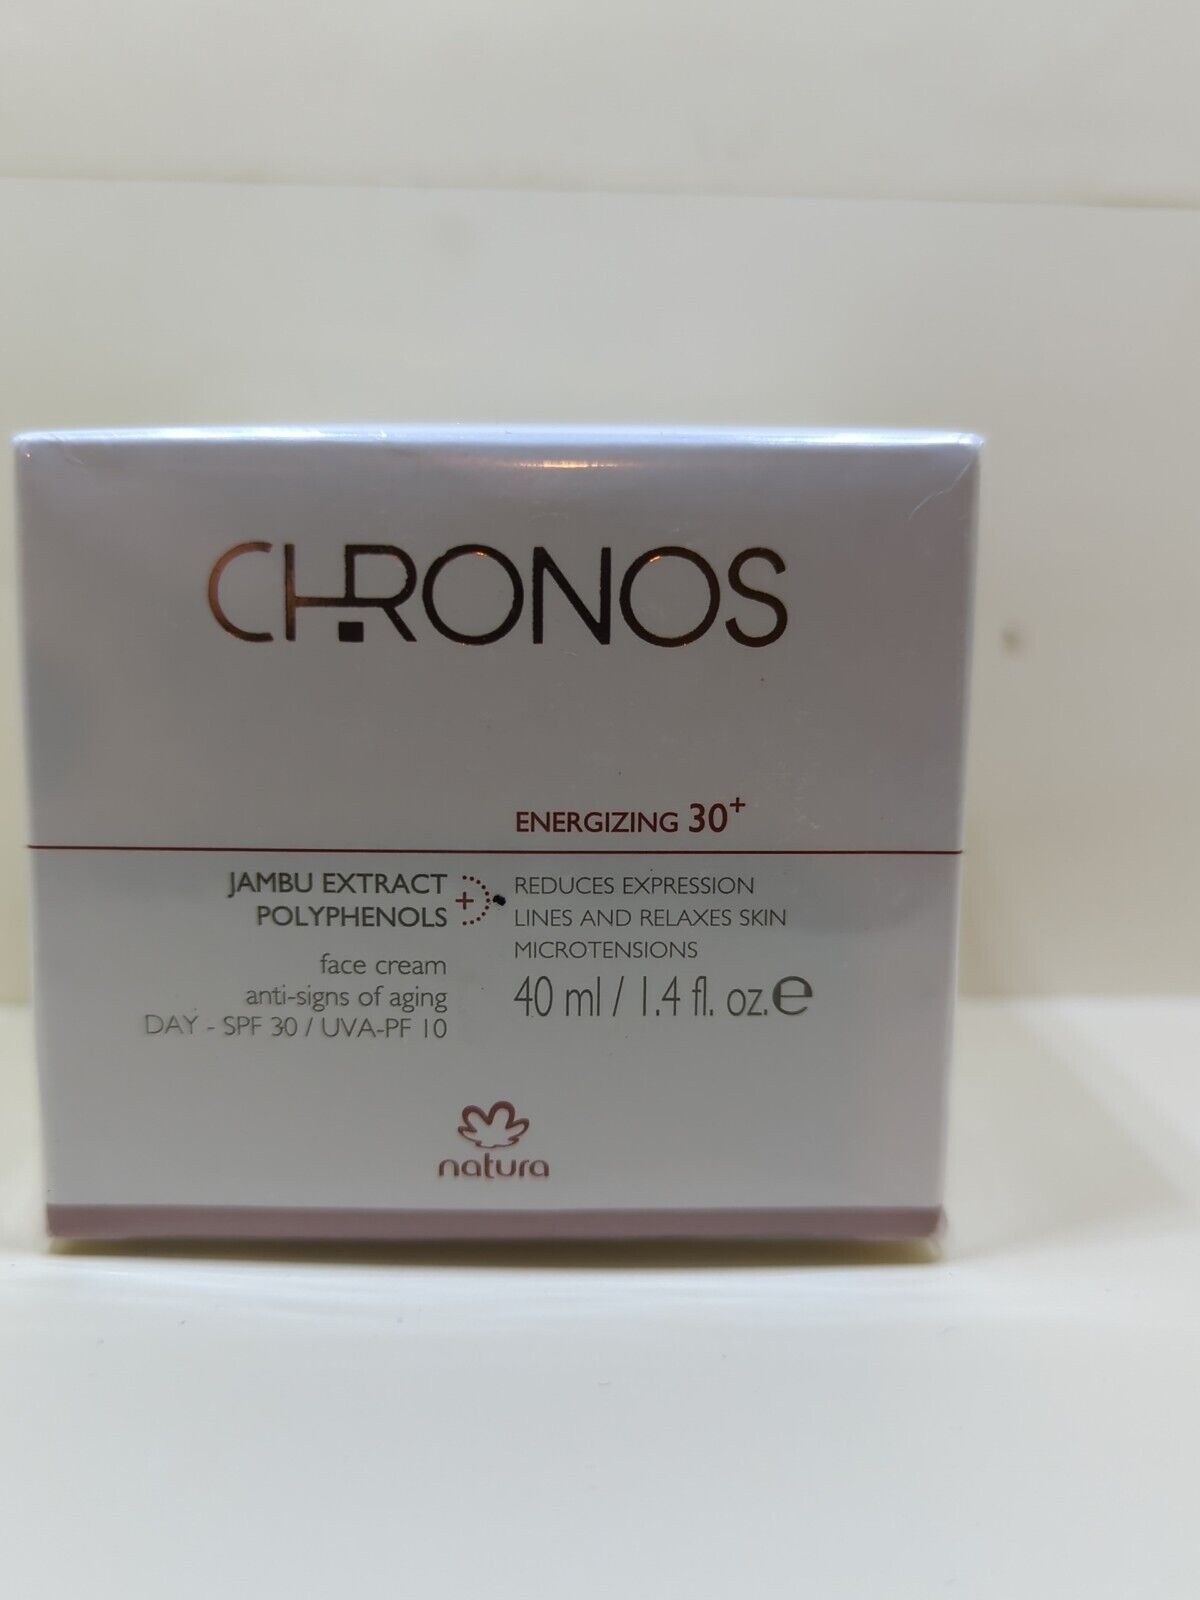 CHRONOS
ENERGIZING 30+
JAMBU EXTRACT
POLYPHENOLS
+
REDUCES EXPRESSION
LINES AND RELAXES SKIN
MICROTENSIONS
face cream
anti-signs of aging
DAY - SPF 30 / UVA-PF 10
40 ml / 1.4 fl. oz. ℮
natura